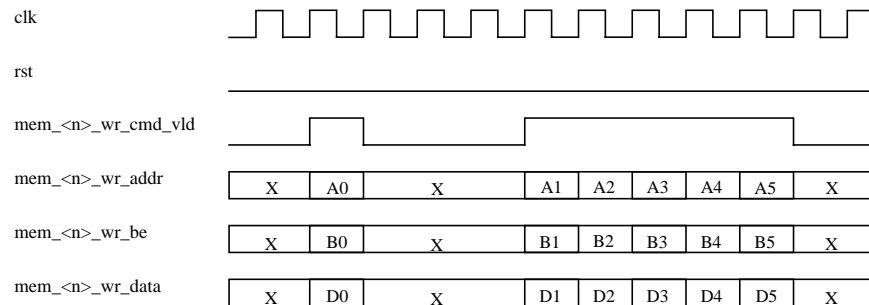 clk
rst
mem_<n>_wr_cmd_vld
mem_<n>_wr_addr X A0 X A1 A2 A3 A4 A5 X
mem_<n>_wr_be X B0 X B1 B2 B3 B4 B5 X
mem_<n>_wr_data X D0 X D1 D2 D3 D4 D5 X